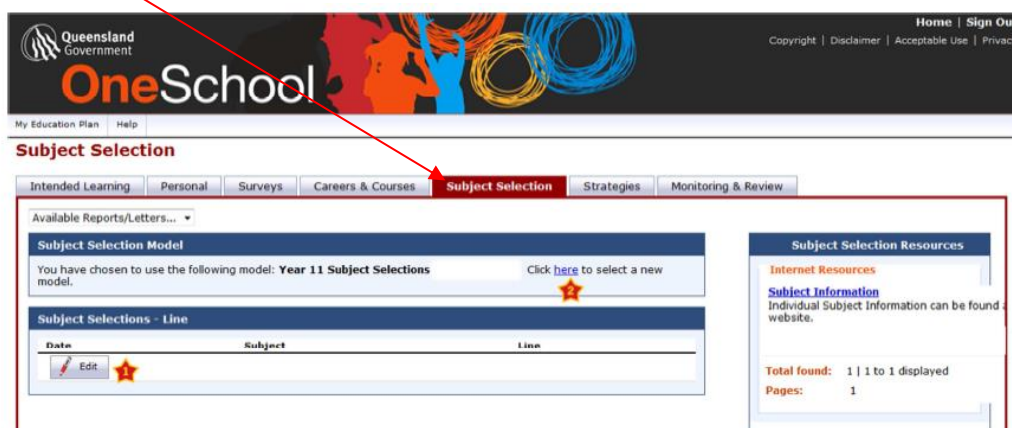 Home | Sign Ou
Queensland
Government
Copyright | Disclaimer | Acceptable Use | Privac
OneSchool
My Education Plan | Help
Subject Selection
Intended Learning Personal Surveys Careers & Courses Subject Selection Strategies Monitoring & Review
Available Reports/Letters...
Subject Selection Model
You have chosen to use the following model: Year 11 Subject Selections Click here to select a new
model.
2
Subject Selections - Line
Date Subject Line
Edit 1
Subject Selection Resources
Internet Resources
Subject Information
Individual Subject Information can be found a
website.
Total found: 1 | 1 to 1 displayed
Pages: 1